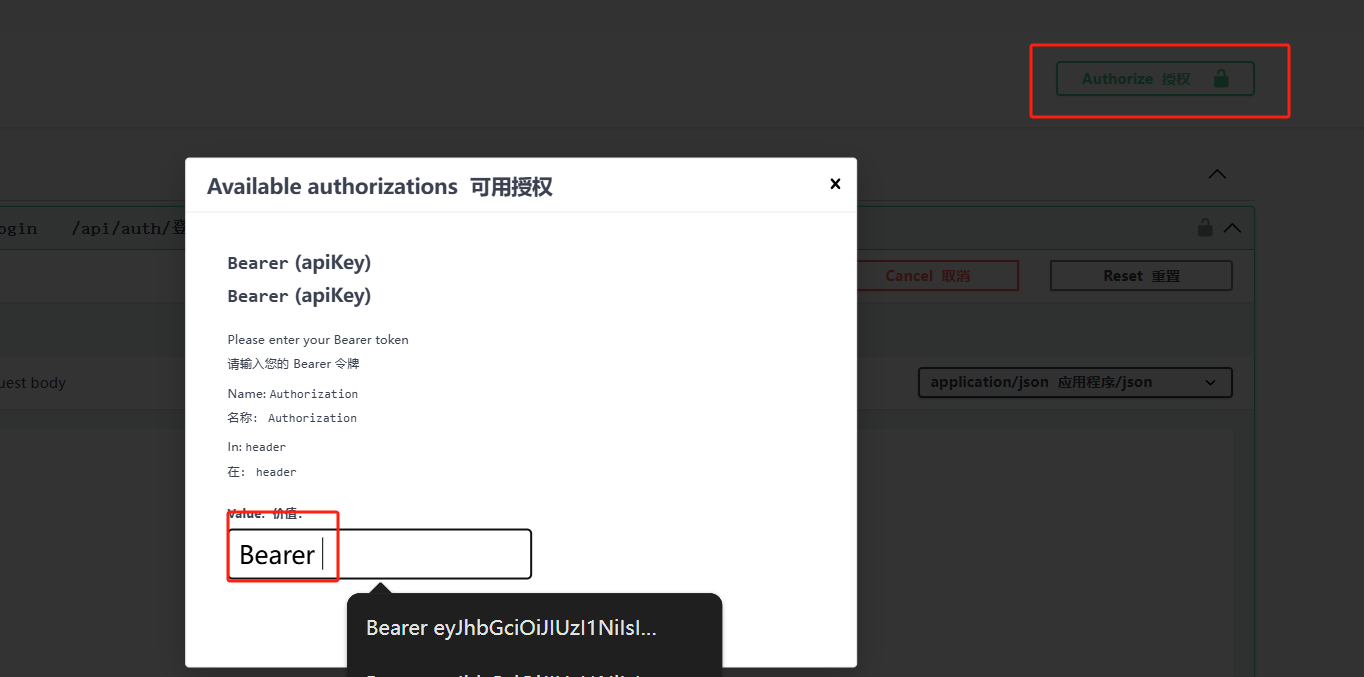 Authorize 授权
Available authorizations 可用授权
ogin /api/auth/登
Bearer (apiKey)
Cancel 取消
Reset 重置
Bearer (apiKey)
Please enter your Bearer token
请输入您的 Bearer 令牌
uest body
application/json 应用程序/json
Name: Authorization
名称: Authorization
In: header
在: header
Value: 价值:
Bearer
Bearer eyJhbGciOiJIUzI1NiIsI...